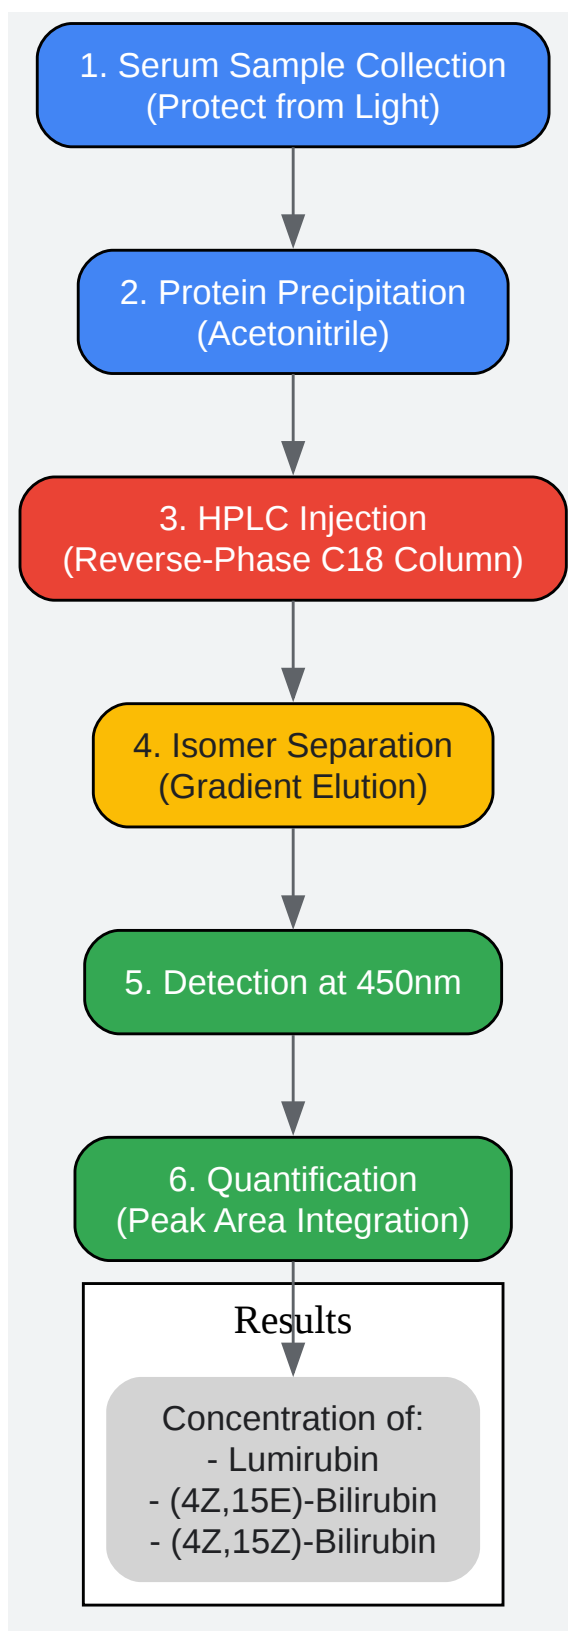 1. Serum Sample Collection
(Protect from Light)
2. Protein Precipitation
(Acetonitrile)
3. HPLC Injection
(Reverse-Phase C18 Column)
4. Isomer Separation
(Gradient Elution)
5. Detection at 450nm
6. Quantification
(Peak Area Integration)
Results
Concentration of:
- Lumirubin
- (4Z,15E)-Bilirubin
- (4Z,15Z)-Bilirubin